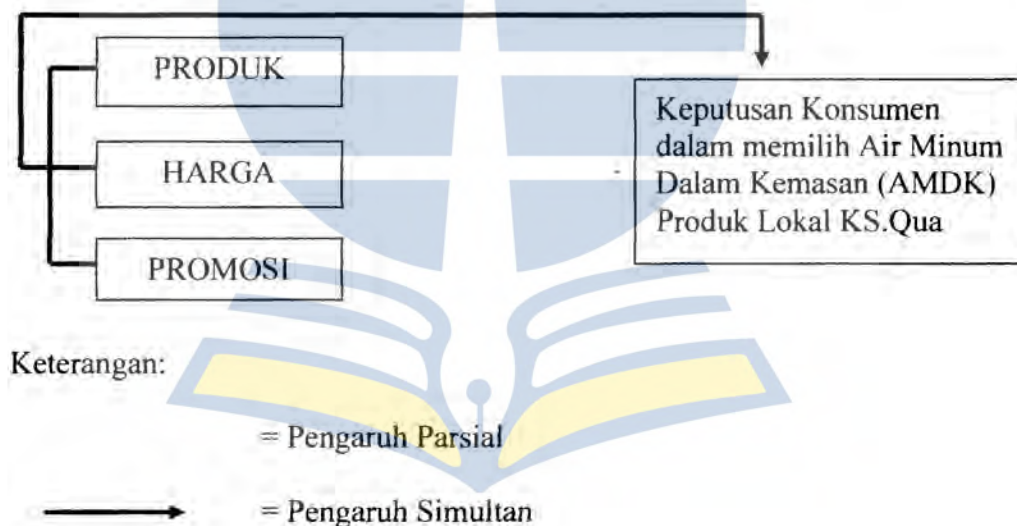 PRODUK
HARGA
PROMOSI
Keputusan Konsumen
dalam memilih Air Minum
Dalam Kemasan (AMDK)
Produk Lokal KS.Qua
Keterangan:
= Pengaruh Parsial
= Pengaruh Simultan